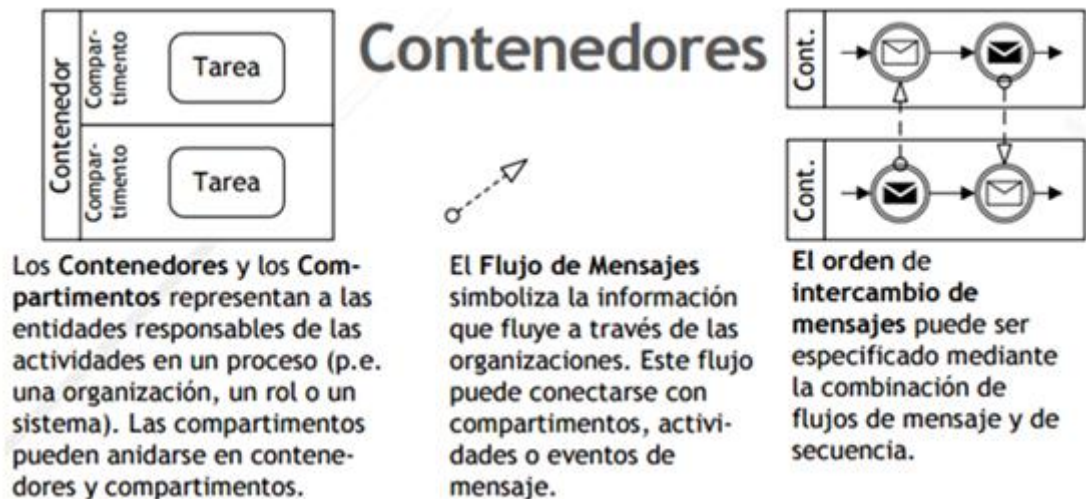 Contenedores
Contenedor
Compar-
timento
Tarea
Compar-
timento
Tarea
Cont.
Cont.
Los Contenedores y los Com-
partimentos representan a las
entidades responsables de las
actividades en un proceso (p.e.
una organización, un rol o un
sistema). Las compartimentos
pueden anidarse en contene-
dores y compartimentos.
El Flujo de Mensajes
simboliza la información
que fluye a través de las
organizaciones. Este flujo
puede conectarse con
compartimentos, activi-
dades o eventos de
mensaje.
El orden de
intercambio de
mensajes puede ser
especificado mediante
la combinación de
flujos de mensaje y de
secuencia.